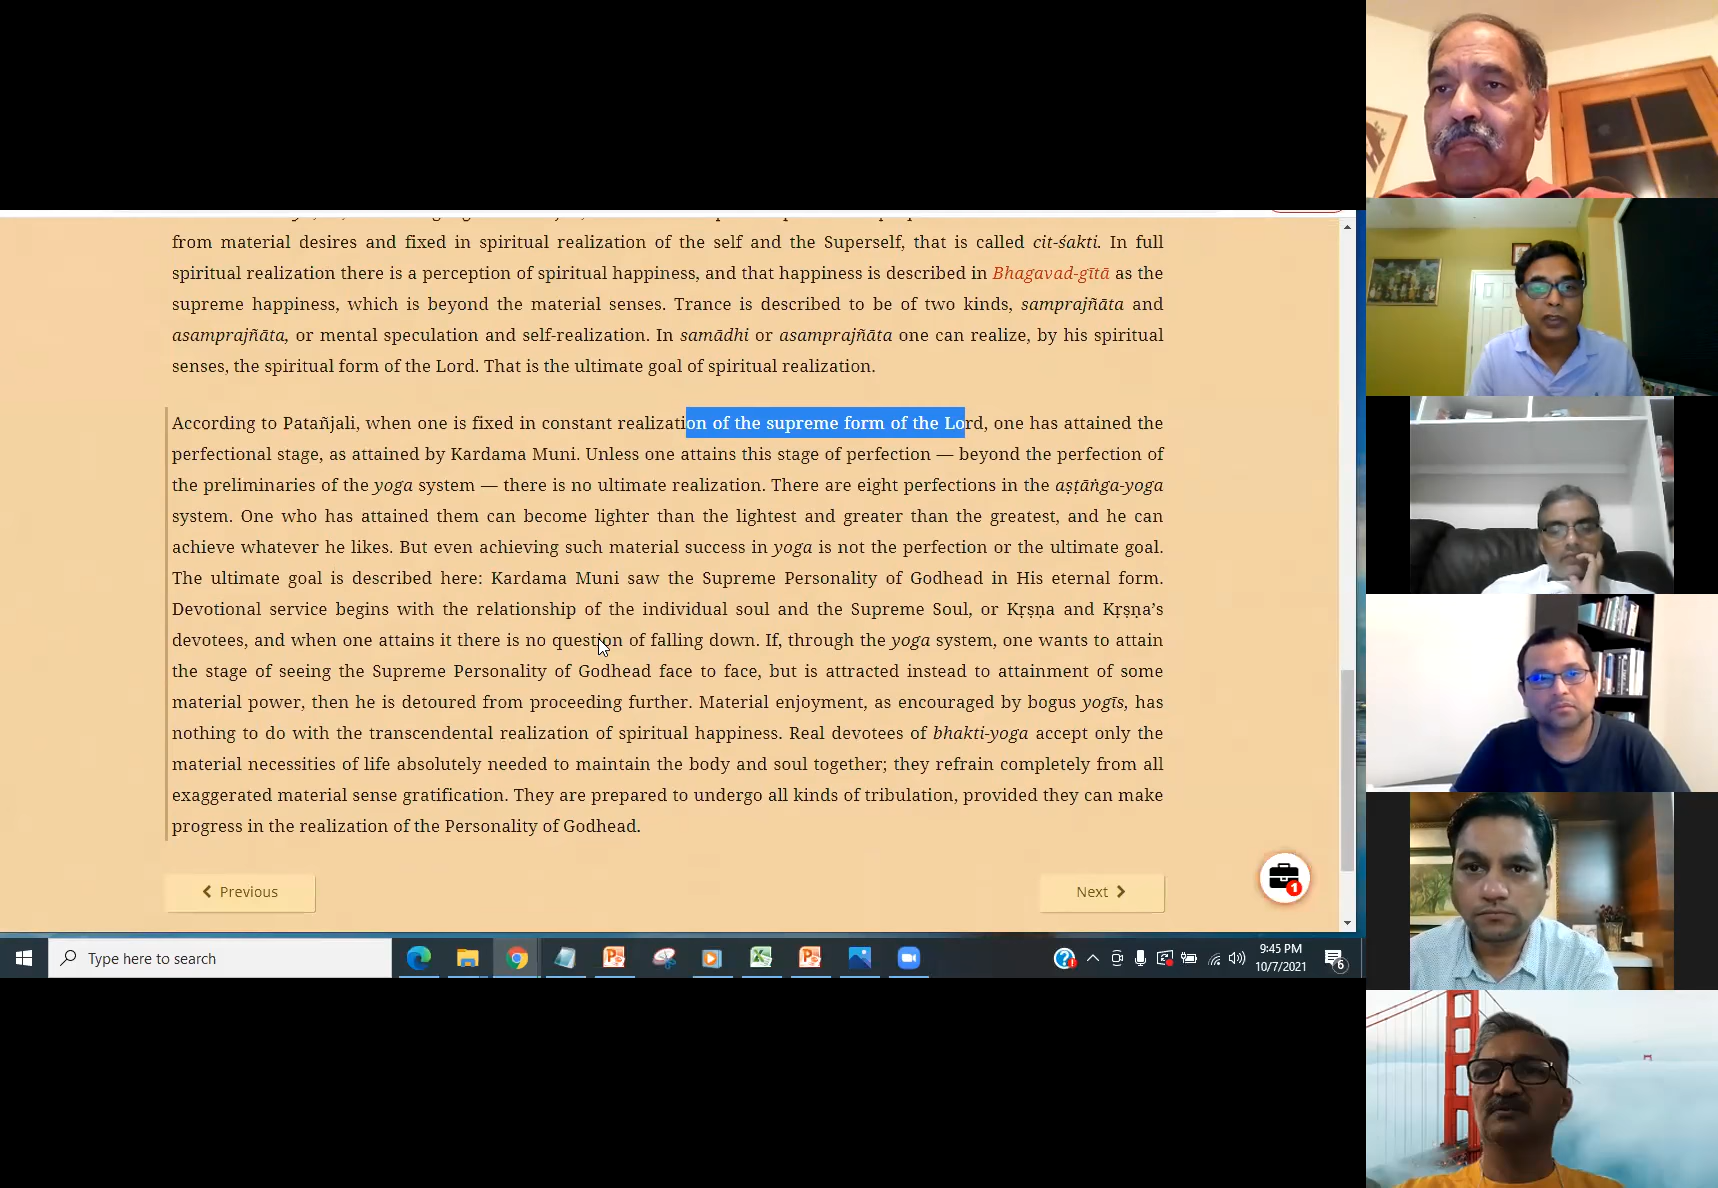 from material desires and fixed in spiritual realization of the self and the Superself, that is called cit-śakti. In full
spiritual realization there is a perception of spiritual happiness, and that happiness is described in Bhagavad-gītā as the
supreme happiness, which is beyond the material senses. Trance is described to be of two kinds, samprajñāta and
asamprajñāta, or mental speculation and self-realization. In samādhi or asamprajñāta one can realize, by his spiritual
senses, the spiritual form of the Lord. That is the ultimate goal of spiritual realization.
According to Patañjali, when one is fixed in constant realization of the supreme form of the Lord, one has attained the
perfectional stage, as attained by Kardama Muni. Unless one attains this stage of perfection — beyond the perfection of
the preliminaries of the yoga system — there is no ultimate realization. There are eight perfections in the aṣṭāṅga-yoga
system. One who has attained them can become lighter than the lightest and greater than the greatest, and he can
achieve whatever he likes. But even achieving such material success in yoga is not the perfection or the ultimate goal.
The ultimate goal is described here: Kardama Muni saw the Supreme Personality of Godhead in His eternal form.
Devotional service begins with the relationship of the individual soul and the Supreme Soul, or Kṛṣṇa and Kṛṣṇa’s
devotees, and when one attains it there is no question of falling down. If, through the yoga system, one wants to attain
the stage of seeing the Supreme Personality of Godhead face to face, but is attracted instead to attainment of some
material power, then he is detoured from proceeding further. Material enjoyment, as encouraged by bogus yogīs, has
nothing to do with the transcendental realization of spiritual happiness. Real devotees of bhakti-yoga accept only the
material necessities of life absolutely needed to maintain the body and soul together; they refrain completely from all
exaggerated material sense gratification. They are prepared to undergo all kinds of tribulation, provided they can make
progress in the realization of the Personality of Godhead.
Previous
Next
1
Type here to search
9:45 PM
10/7/2021
6